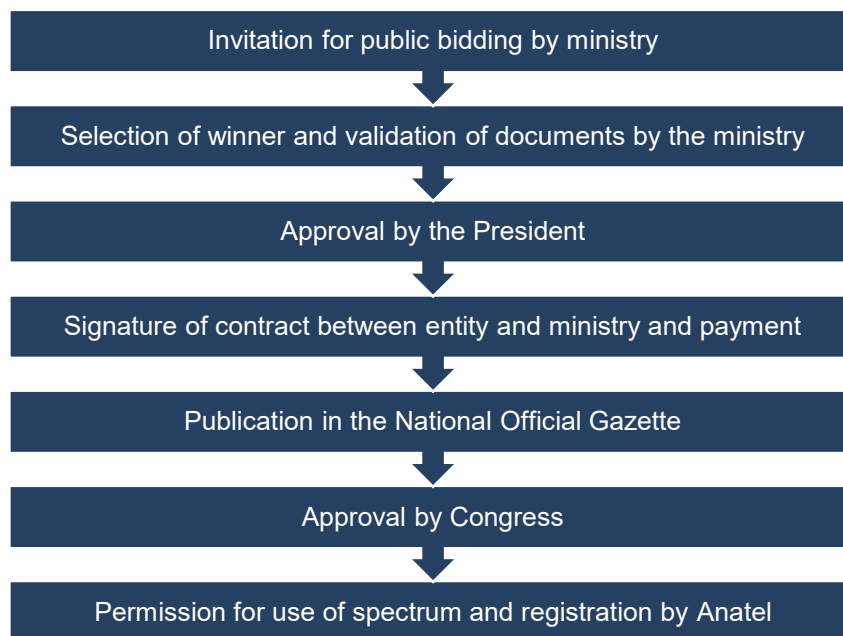 Invitation for public bidding by ministry
Selection of winner and validation of documents by the ministry
Approval by the President
Signature of contract between entity and ministry and payment
Publication in the National Official Gazette
Approval by Congress
Permission for use of spectrum and registration by Anatel